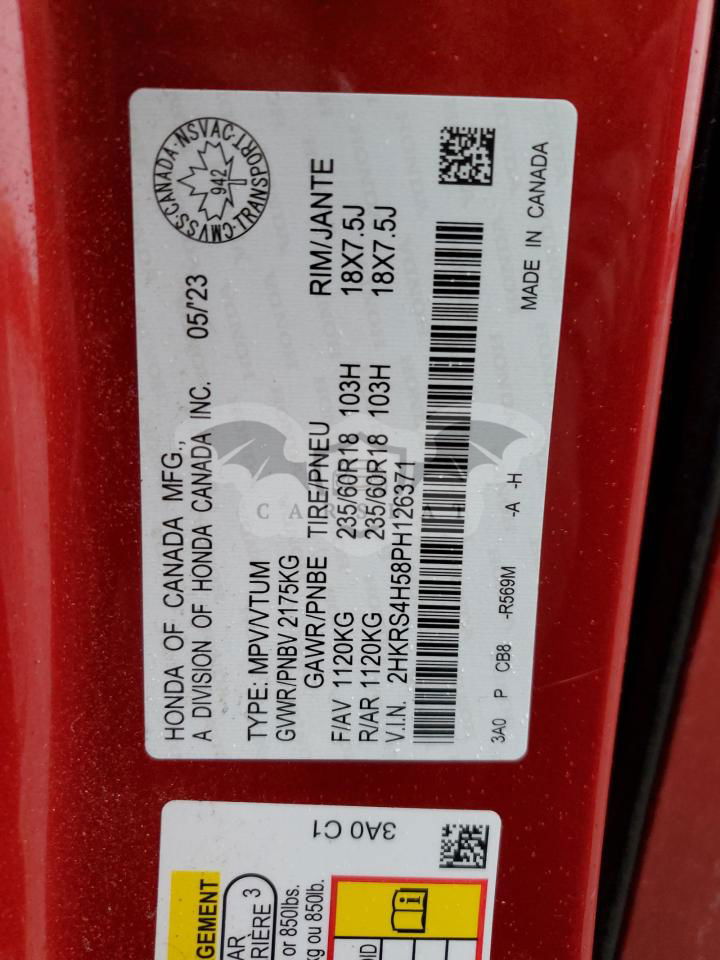 CMVSS·CANADA·NSVAC·TRANSPORT
942
HONDA OF CANADA MFG.,
A DIVISION OF HONDA CANADA INC. 05/'23
TYPE: MPV/VTUM
GVWR/PNBV 2175KG
GAWR/PNBE TIRE/PNEU RIM/JANTE
F/AV 1120KG 235/60R18 103H 18X7.5J
R/AR 1120KG 235/60R18 103H 18X7.5J
V.I.N. 2HKRS4H58PH126371
3A0 P CB8 -R569M -A -H
MADE IN CANADA
3A0 C1
GEMENT
AR
RIÈRE 3
or 850lbs.
kg ou 850lb.